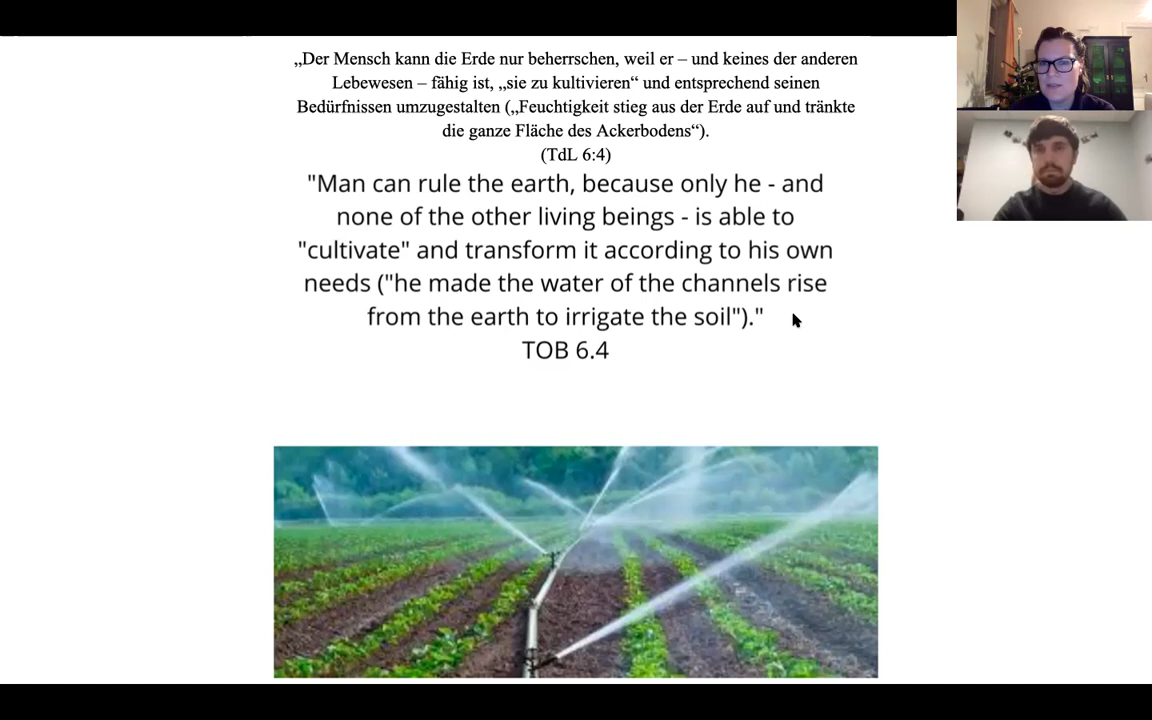 „Der Mensch kann die Erde nur beherrschen, weil er – und keines der anderen
Lebewesen – fähig ist, „sie zu kultivieren“ und entsprechend seinen
Bedürfnissen umzugestalten („Feuchtigkeit stieg aus der Erde auf und tränkte
die ganze Fläche des Ackerbodens“).
(TdL 6:4)
"Man can rule the earth, because only he - and
none of the other living beings - is able to
"cultivate" and transform it according to his own
needs ("he made the water of the channels rise
from the earth to irrigate the soil")."
TOB 6.4